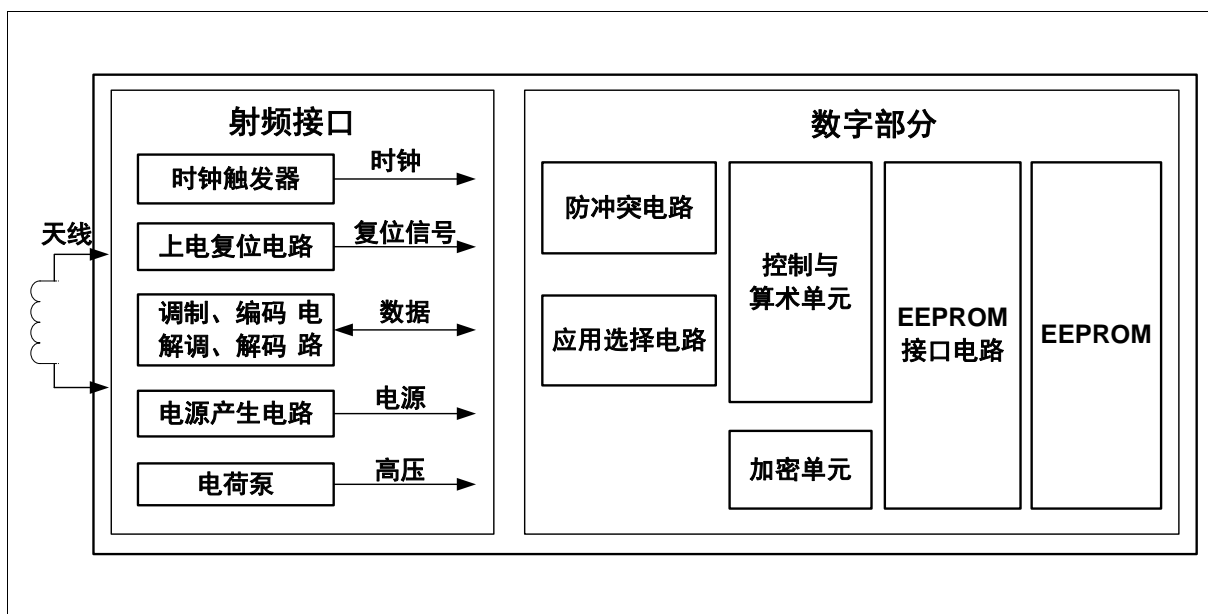 天线
射频接口
时钟触发器
时钟
上电复位电路
复位信号
调制、编码 电
解调、解码 路
数据
电源产生电路
电源
电荷泵
高压
数字部分
防冲突电路
应用选择电路
控制与
算术单元
加密单元
EEPROM
接口电路
EEPROM